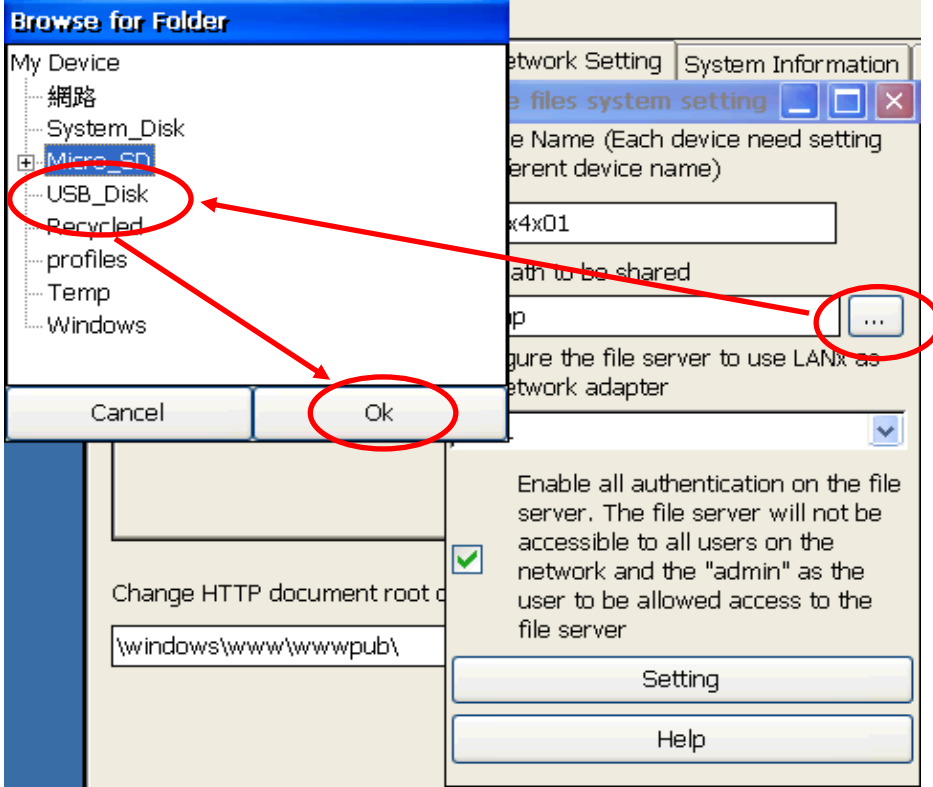 Browse for Folder
My Device
網路
System_Disk
Micro_SD
USB_Disk
Recycled
profiles
Temp
Windows
Cancel
Ok
etwork Setting
System Information
files system setting
e Name (Each device need setting
erent device name)
x4x01
ath to be shared
...
gure the file server to use LANx as
etwork adapter
Enable all authentication on the file
server. The file server will not be
accessible to all users on the
network and the "admin" as the
user to be allowed access to the
file server
Setting
Help
Change HTTP document root
\windows\www\wwwpub\